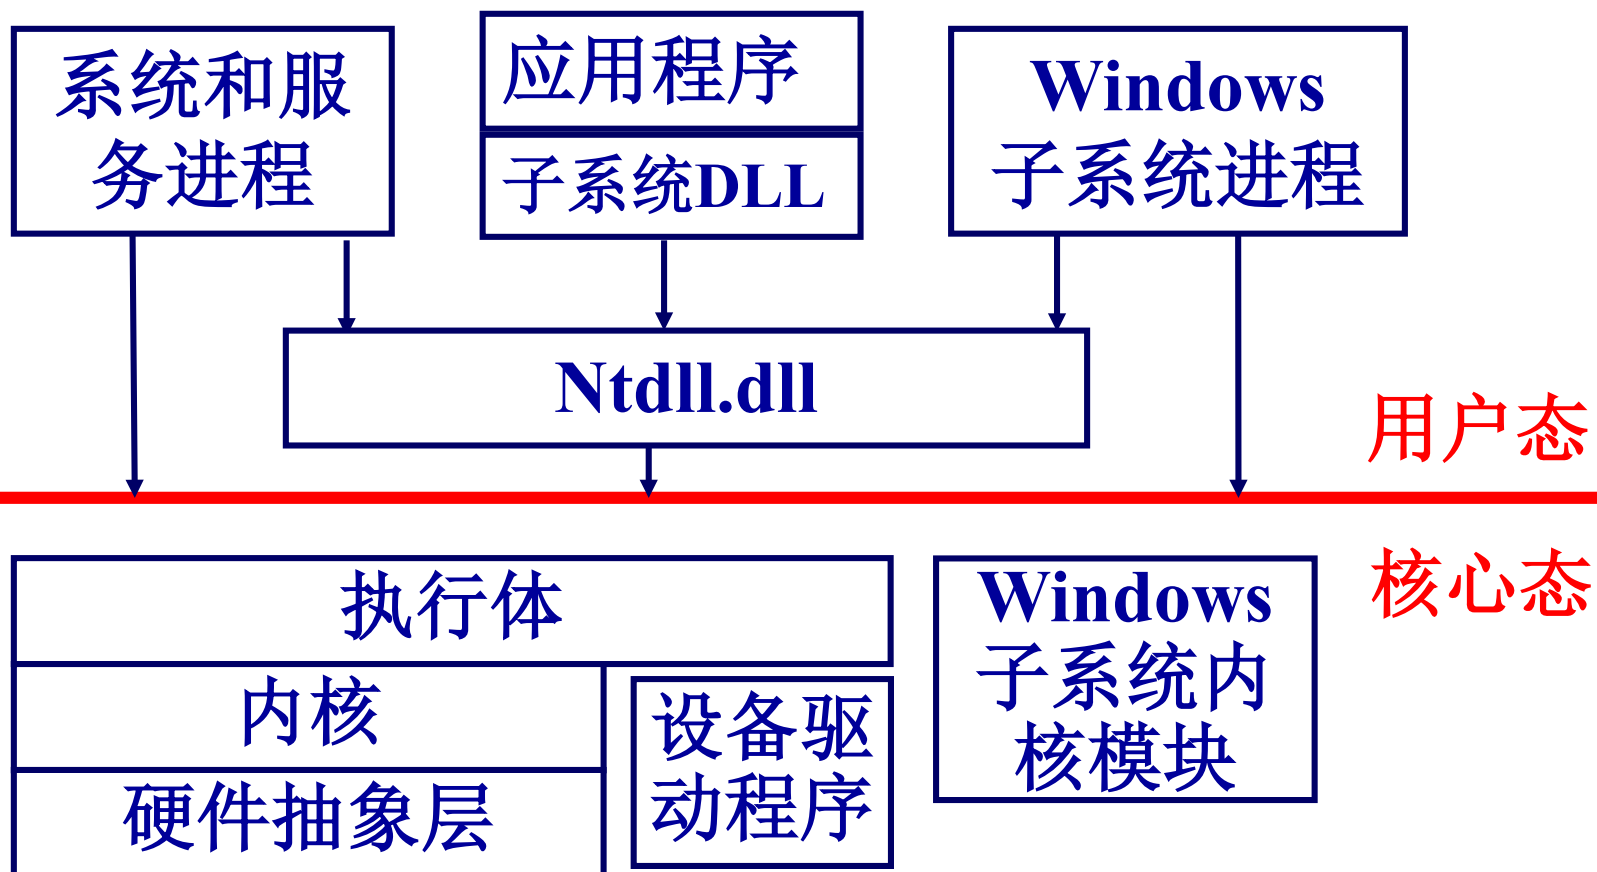 系统和服
务进程
应用程序
子系统DLL
Windows
子系统进程
Ntdll.dll
用户态
核心态
执行体
内核
硬件抽象层
设备驱
动程序
Windows
子系统内
核模块